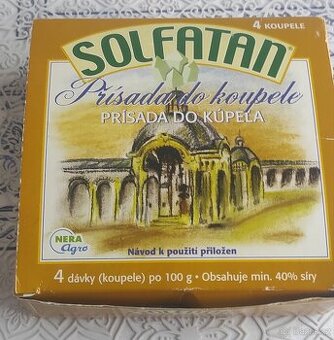 4 KOUPELE
SOLFATAN
Přísada do koupele
PRÍSADA DO KÚPEĽA
NERA
Agro
Návod k použití přiložen
4 dávky (koupele) po 100 g • Obsahuje min. 40% síry